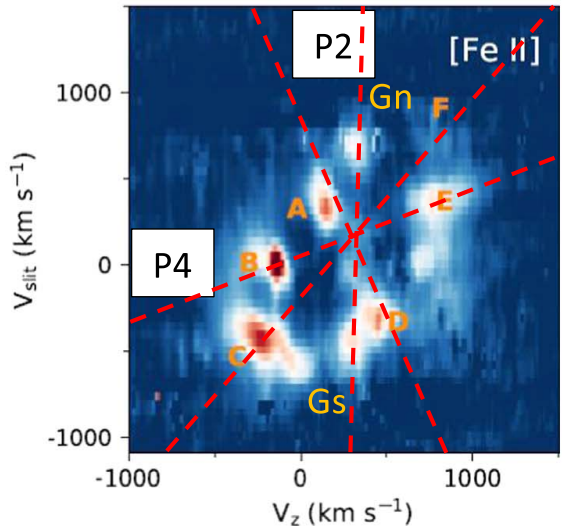 P2
[Fe II]
Gn
F
A
E
B
P4
C
D
Gs
1000
0
-1000
V_slit (km s⁻¹)
-1000
0
1000
V_z (km s⁻¹)